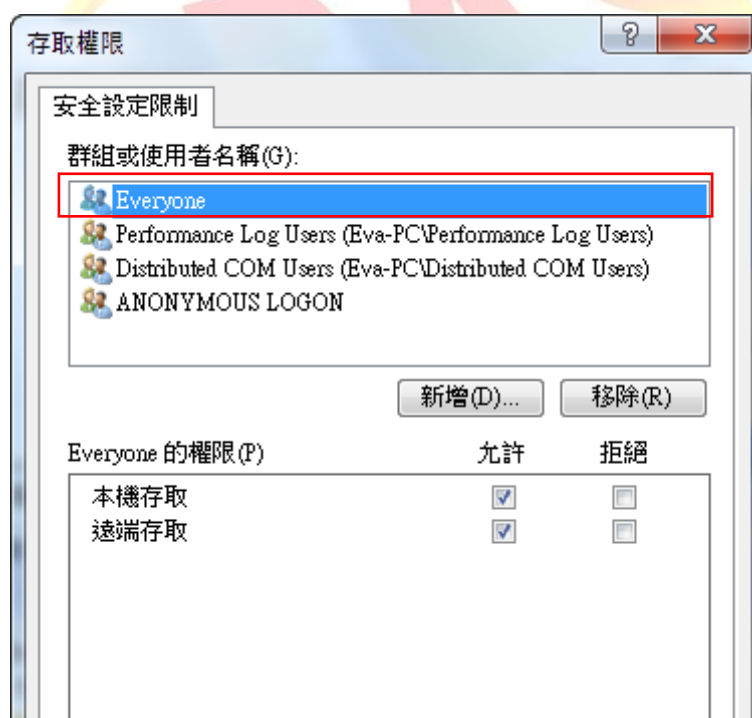 存取權限
安全設定限制
群組或使用者名稱(G):
Everyone
Performance Log Users (Eva-PC\Performance Log Users)
Distributed COM Users (Eva-PC\Distributed COM Users)
ANONYMOUS LOGON
新增(D)... 移除(R)
Everyone 的權限(P) 允許 拒絕
本機存取
遠端存取